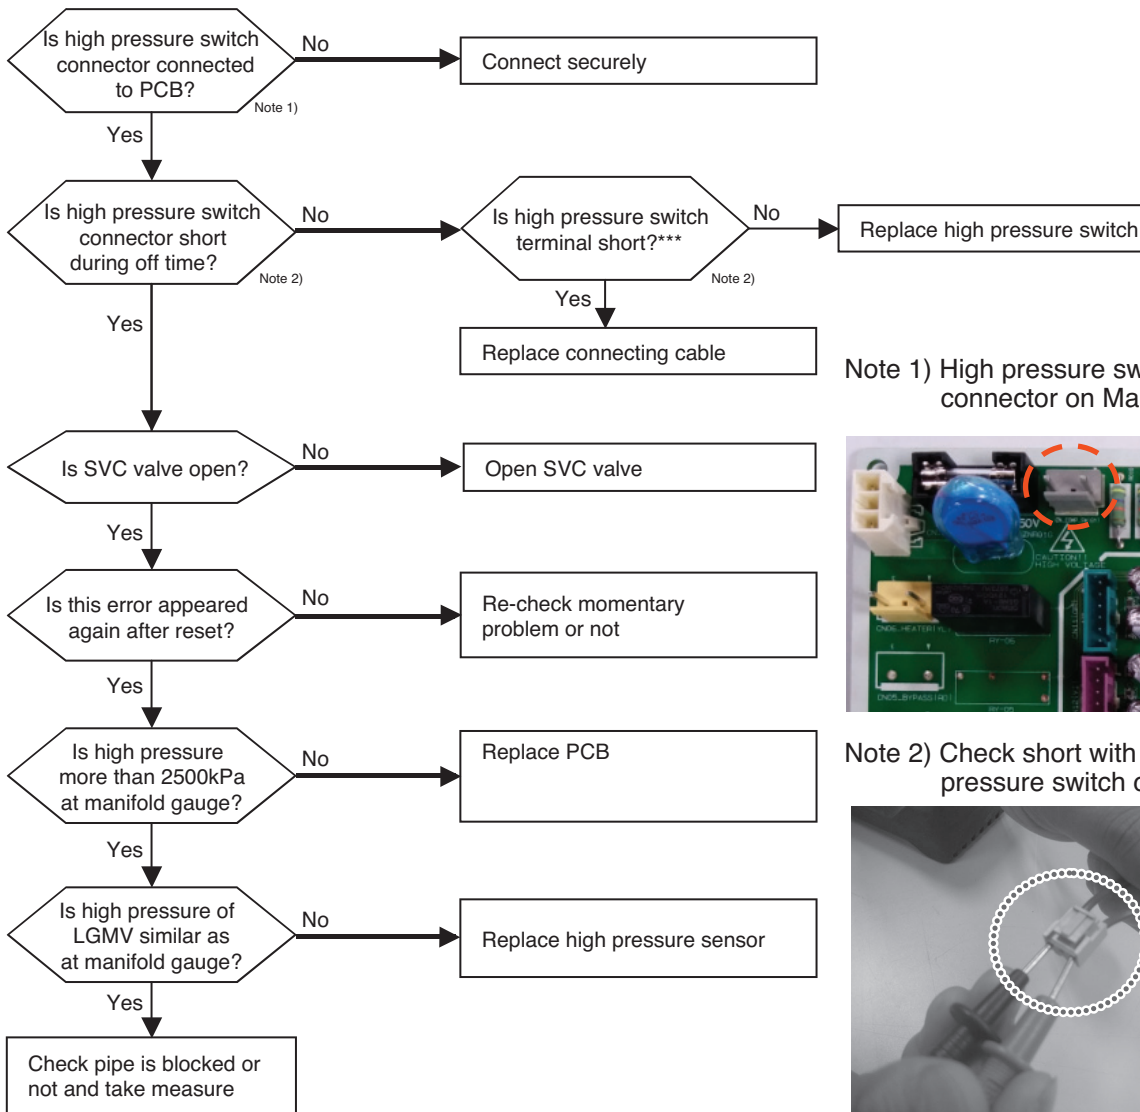 Is high pressure switch
connector connected
to PCB?
Note 1)
No
Connect securely
Yes
Is high pressure switch
connector short
during off time?
Note 2)
No
Is high pressure switch
terminal short?***
Note 2)
No
Replace high pressure switch
Yes
Replace connecting cable
Yes
Is SVC valve open?
No
Open SVC valve
Yes
Is this error appeared
again after reset?
No
Re-check momentary
problem or not
Yes
Is high pressure
more than 2500kPa
at manifold gauge?
No
Replace PCB
Yes
Is high pressure of
LGMV similar as
at manifold gauge?
No
Replace high pressure sensor
Yes
Check pipe is blocked or
not and take measure
Note 1) High pressure sw
connector on Ma
50V
CAUTION!!
HIGH VOLTAGE
RY-06
Note 2) Check short with
pressure switch c